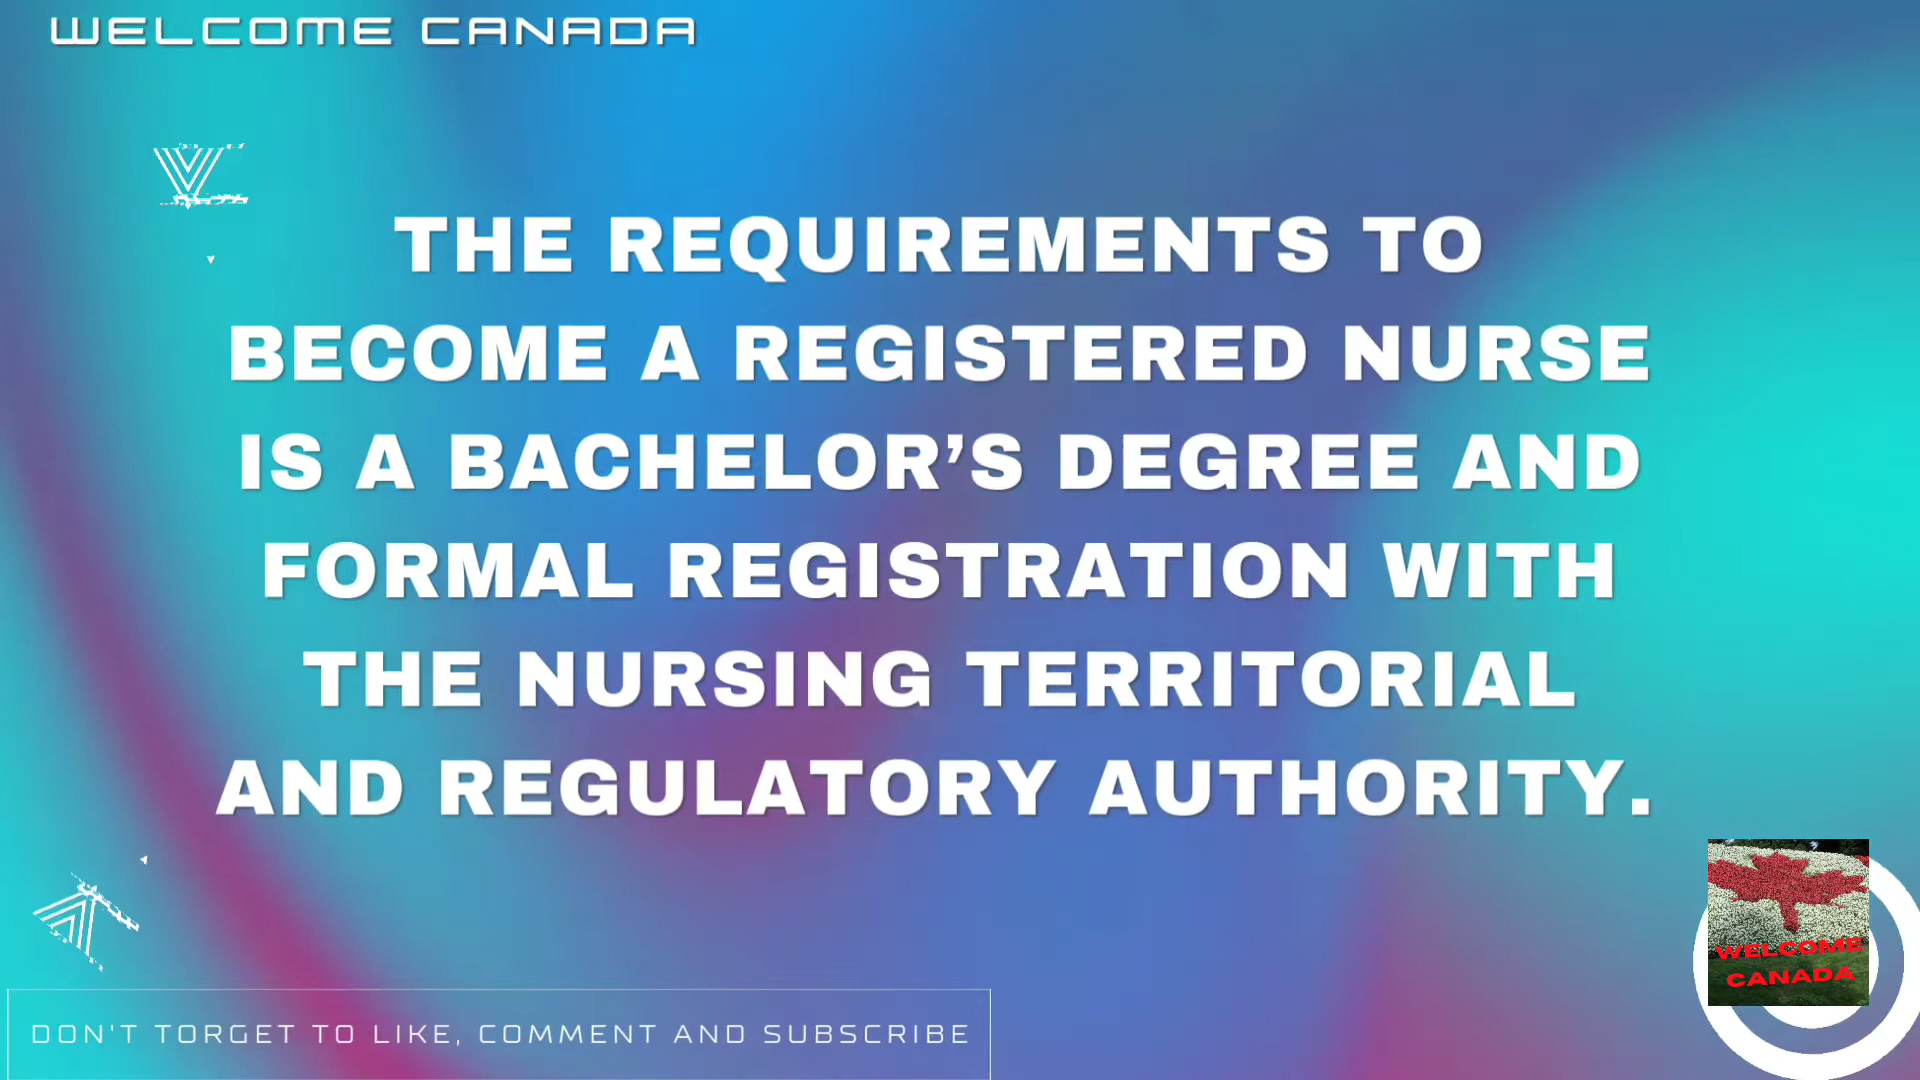 WELCOME CANADA
THE REQUIREMENTS TO
BECOME A REGISTERED NURSE
IS A BACHELOR’S DEGREE AND
FORMAL REGISTRATION WITH
THE NURSING TERRITORIAL
AND REGULATORY AUTHORITY.
WELCOME
CANADA
DON'T TORGET TO LIKE, COMMENT AND SUBSCRIBE